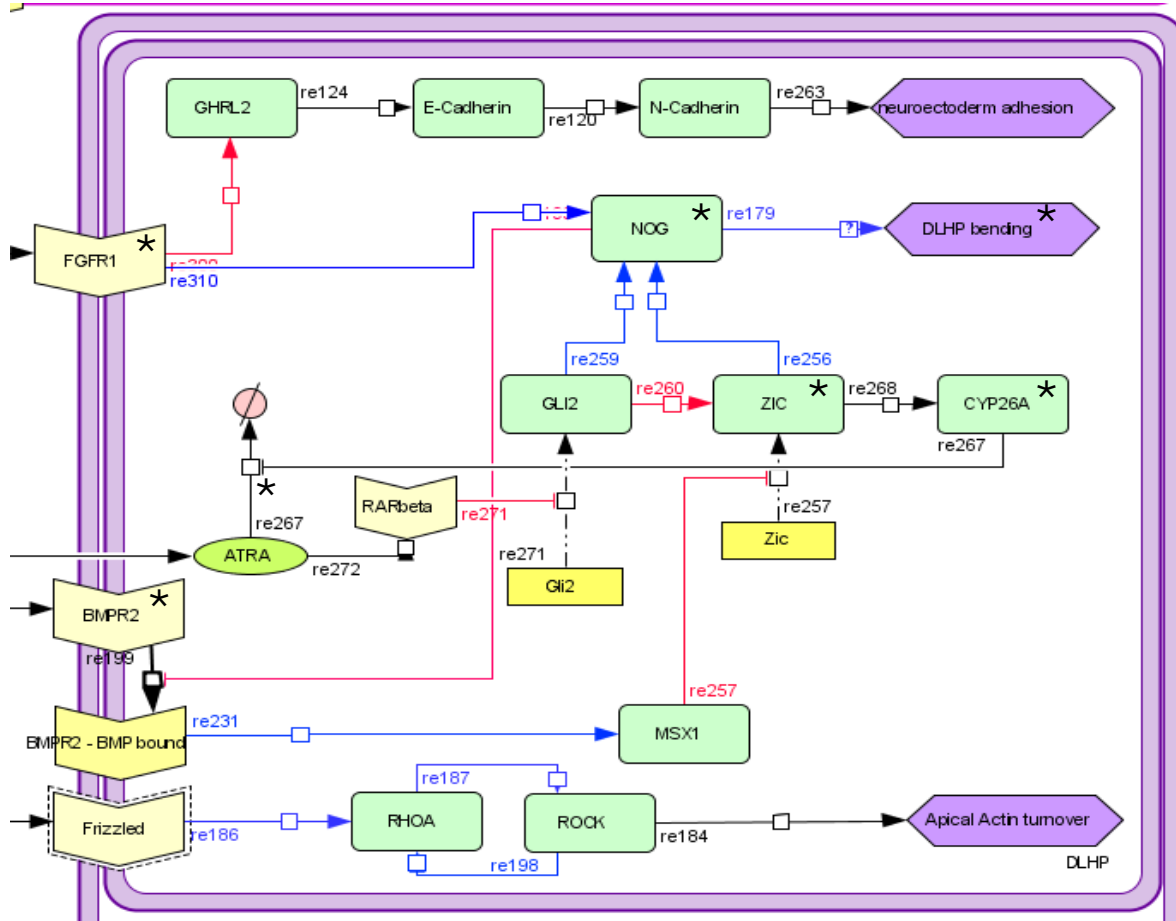 GHRL2
re124
E-Cadherin
re120
N-Cadherin
re263
neuroectoderm adhesion
FGFR1
*
re310
NOG
*
re179
?
DLHP bending
*
re259
re256
GLI2
re260
ZIC
*
re268
CYP26A
*
re267
*
re267
RARbeta
re271
ATRA
re272
re271
Gli2
re257
Zic
BMPR2
*
re199
re257
BMPR2 - BMP bound
re231
MSX1
Frizzled
re186
re187
RHOA
ROCK
re198
re184
Apical Actin turnover
DLHP